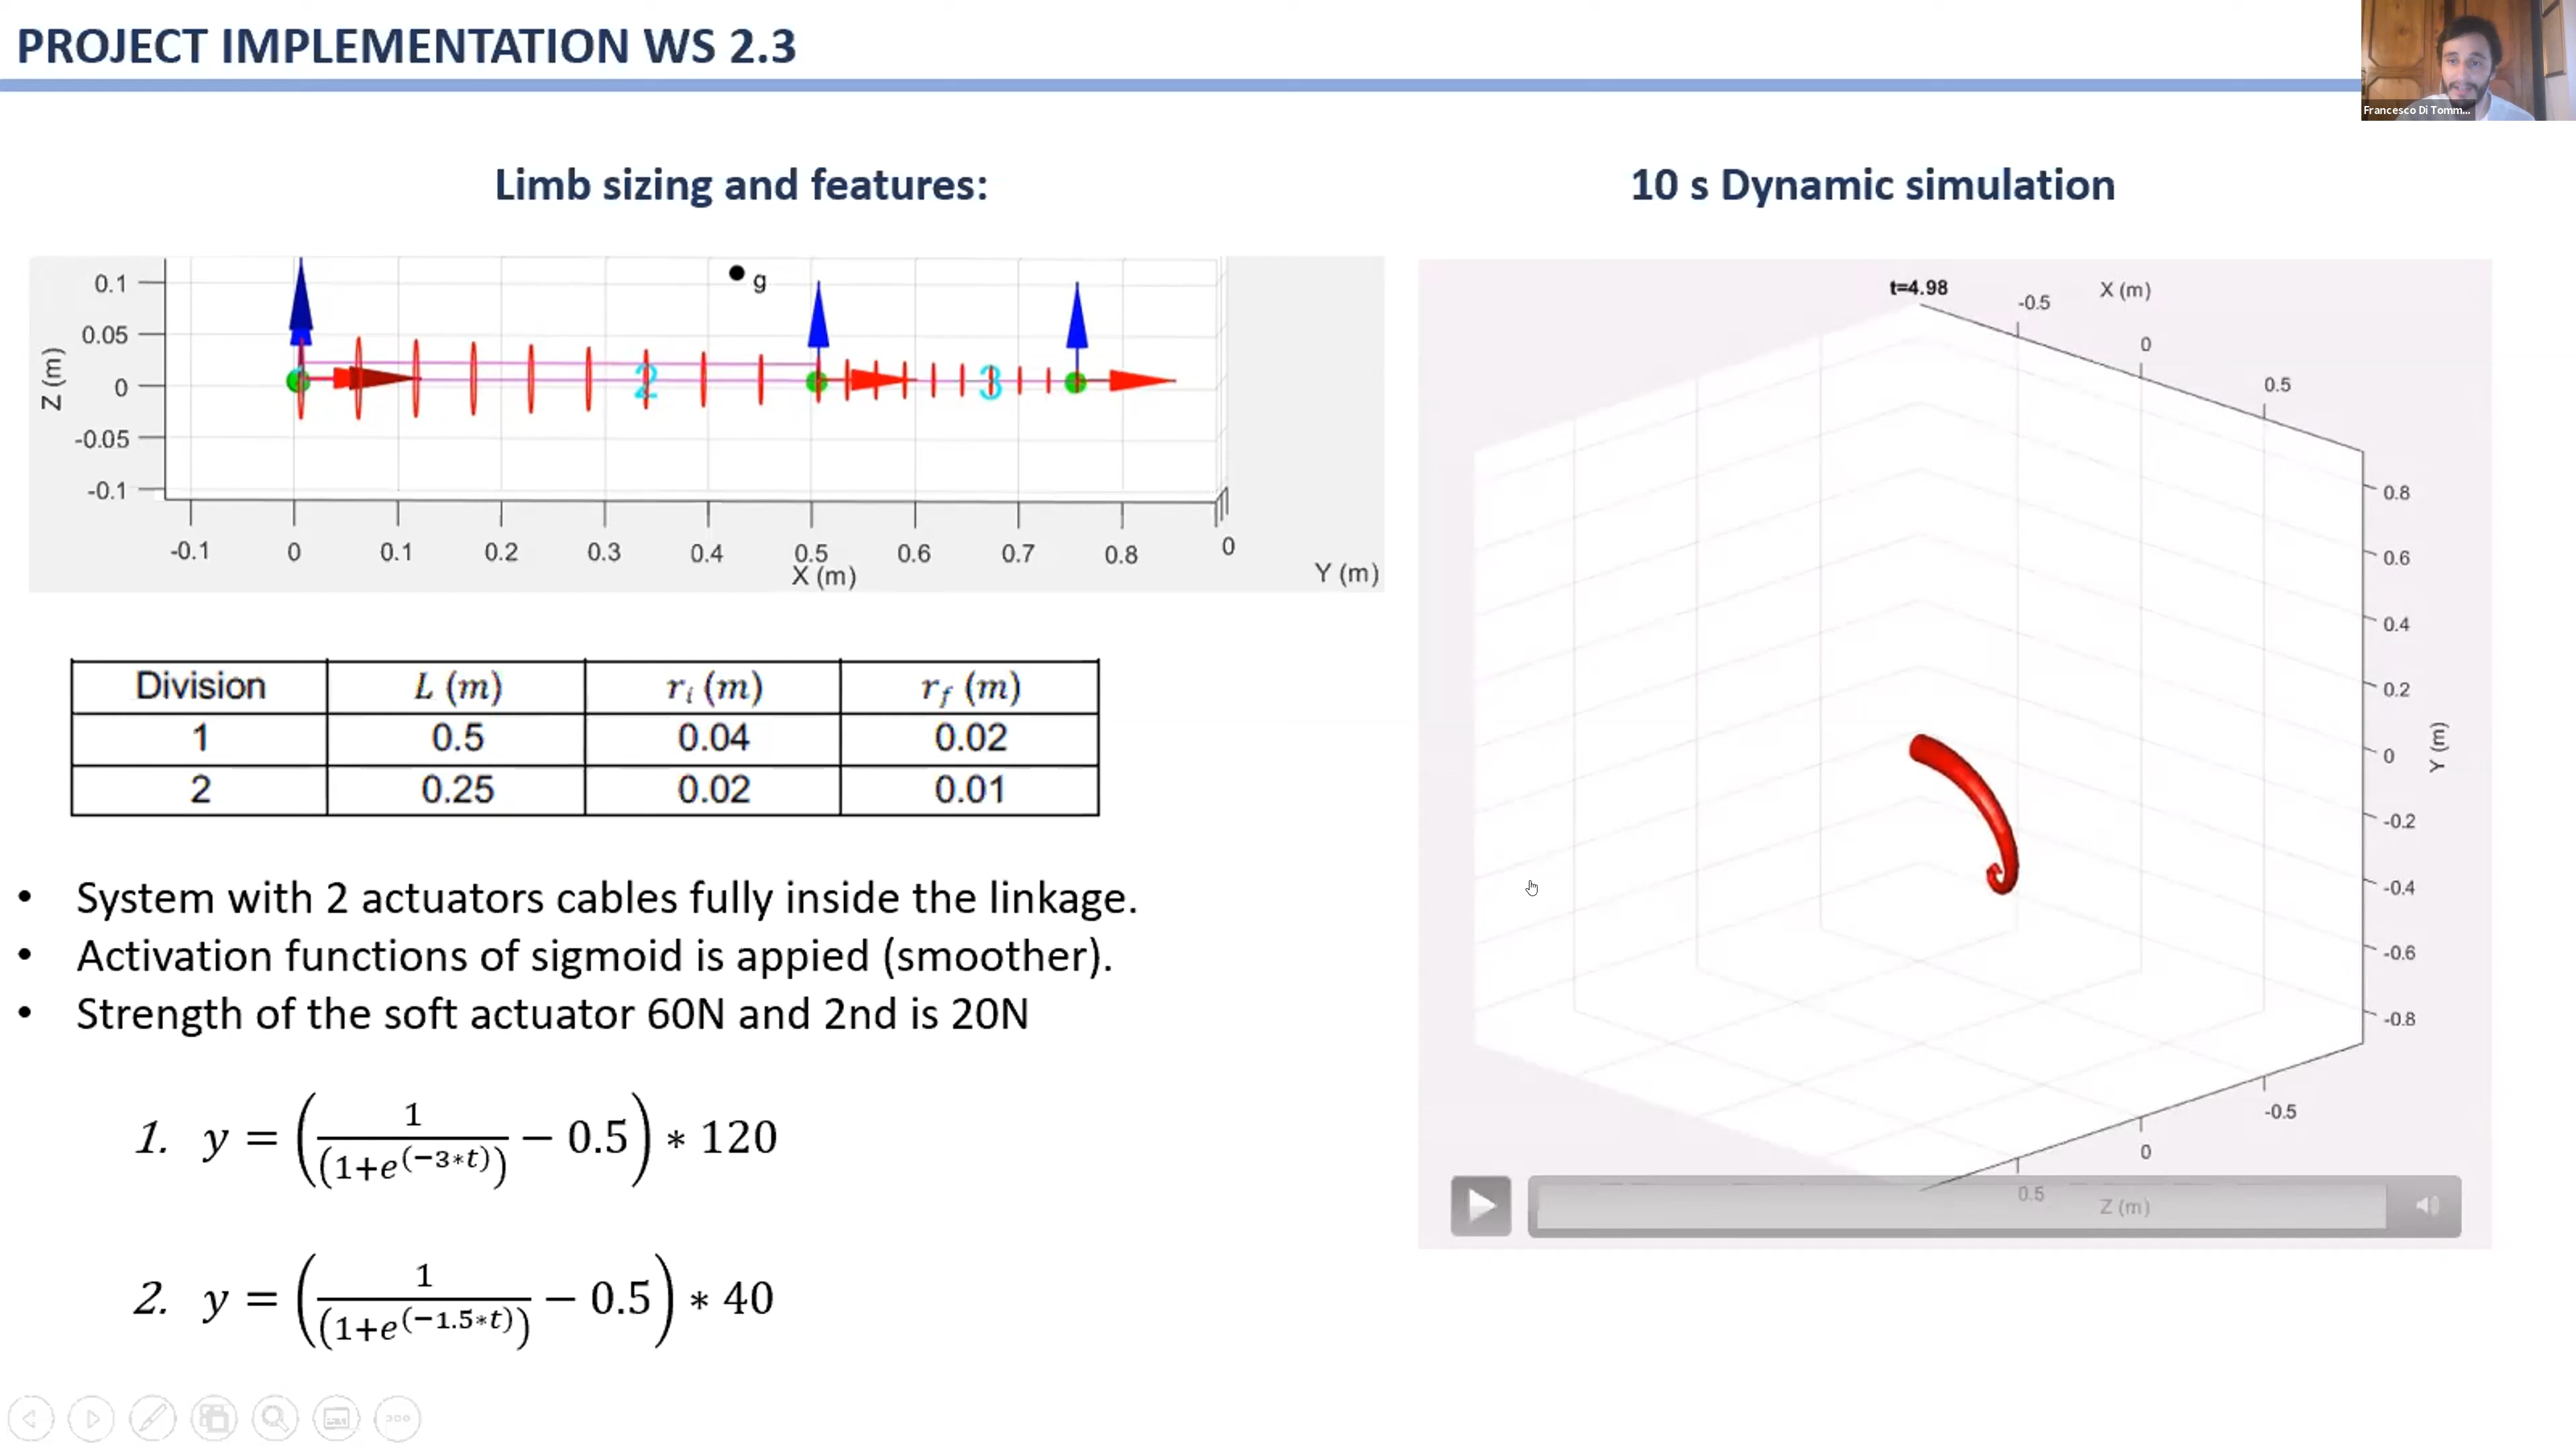 PROJECT IMPLEMENTATION WS 2.3
Francesco Di Tomm...
Limb sizing and features:
0.1
0.05
0
-0.05
-0.1
Z (m)
g
2
3
-0.1 0 0.1 0.2 0.3 0.4 0.5 0.6 0.7 0.8 0
X (m)
Y (m)
Division L (m) r_i (m) r_f (m)
1 0.5 0.04 0.02
2 0.25 0.02 0.01
• System with 2 actuators cables fully inside the linkage.
• Activation functions of sigmoid is appied (smoother).
• Strength of the soft actuator 60N and 2nd is 20N
1. y = (1/(1+e^(-3*t)) − 0.5) * 120
2. y = (1/(1+e^(-1.5*t)) − 0.5) * 40
10 s Dynamic simulation
t=4.98
X (m)
-0.5
0
0.5
0.8
0.6
0.4
0.2
0
-0.2
-0.4
-0.6
-0.8
Y (m)
-0.5
0
0.5
Z (m)